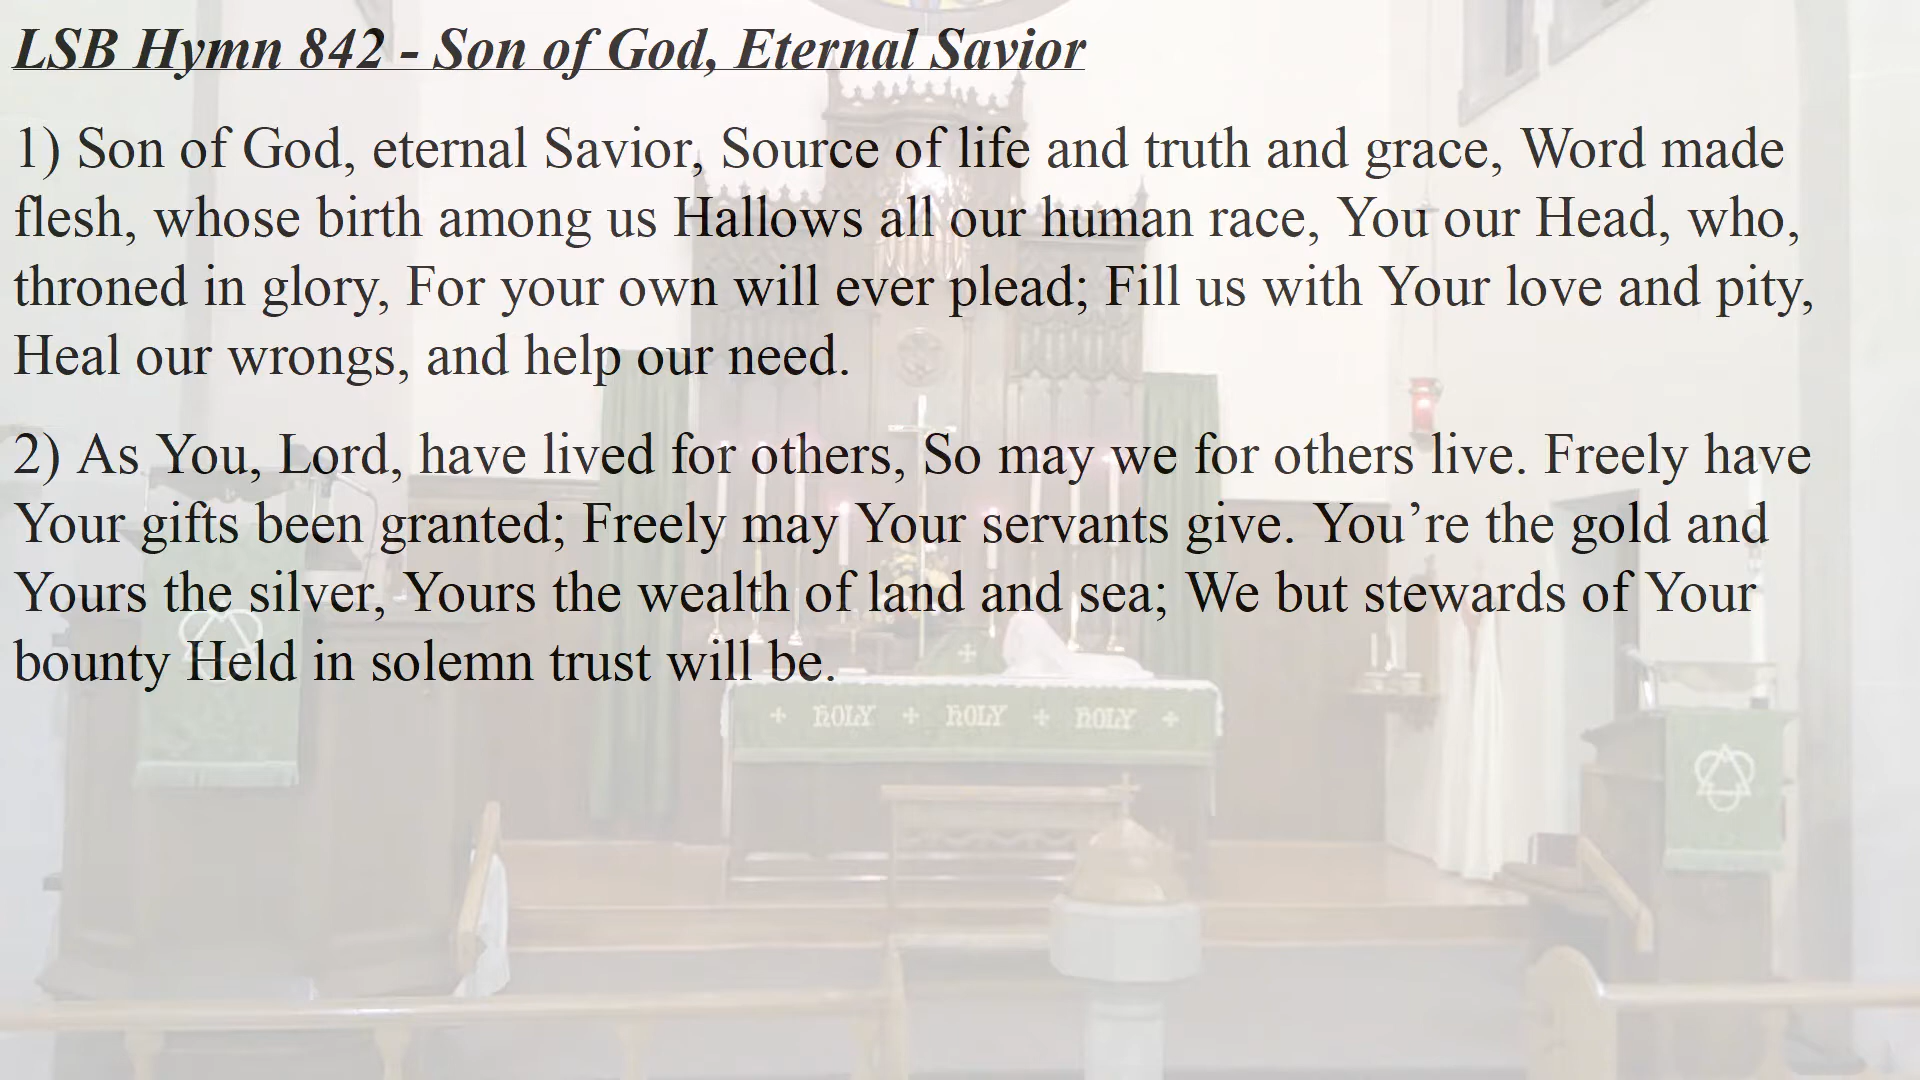 LSB Hymn 842 - Son of God, Eternal Savior
1) Son of God, eternal Savior, Source of life and truth and grace, Word made
flesh, whose birth among us Hallows all our human race, You our Head, who,
throned in glory, For your own will ever plead; Fill us with Your love and pity,
Heal our wrongs, and help our need.
2) As You, Lord, have lived for others, So may we for others live. Freely have
Your gifts been granted; Freely may Your servants give. You’re the gold and
Yours the silver, Yours the wealth of land and sea; We but stewards of Your
bounty Held in solemn trust will be.
HOLY HOLY HOLY